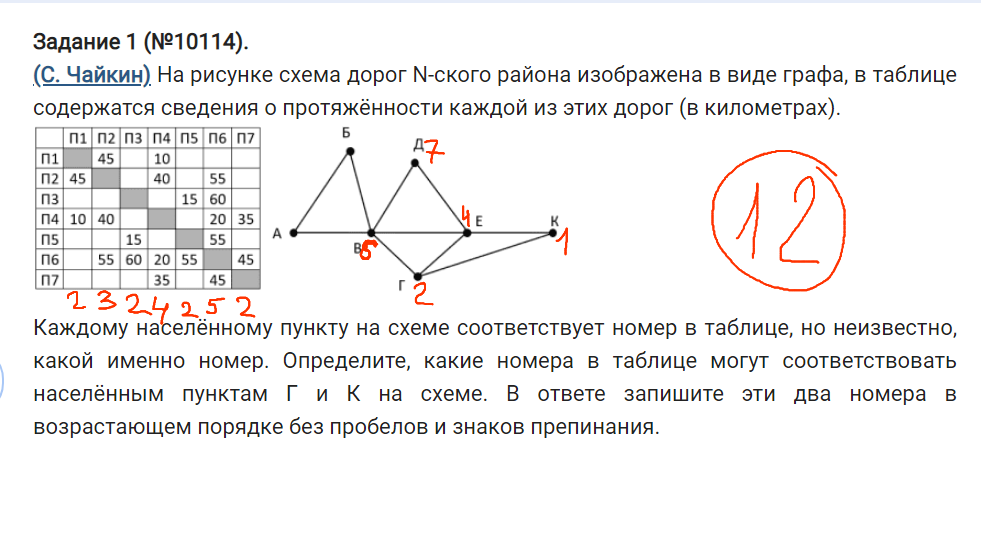 Задание 1 (№10114).
(С. Чайкин) На рисунке схема дорог N-ского района изображена в виде графа, в таблице
содержатся сведения о протяжённости каждой из этих дорог (в километрах).
П1 П2 П3 П4 П5 П6 П7
П1 45 10
П2 45 40 55
П3 15 60
П4 10 40 20 35
П5 15 55
П6 55 60 20 55 45
П7 35 45
2 3 2 4 2 5 2
Б
Д 7
А
В 5
4 Е
К 1
Г 2
12
Каждому населённому пункту на схеме соответствует номер в таблице, но неизвестно,
какой именно номер. Определите, какие номера в таблице могут соответствовать
населённым пунктам Г и К на схеме. В ответе запишите эти два номера в
возрастающем порядке без пробелов и знаков препинания.